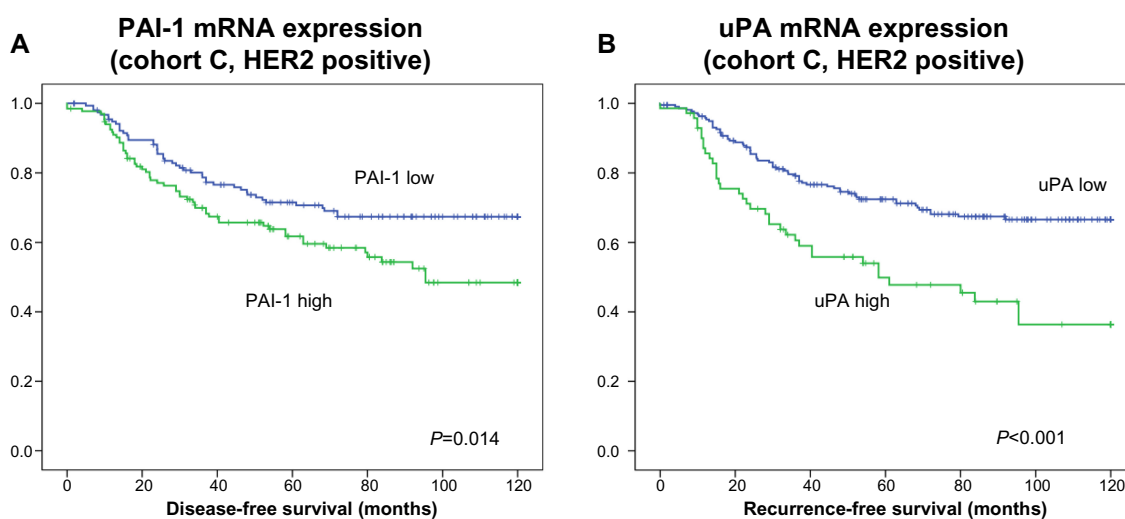 A
PAI-1 mRNA expression
(cohort C, HER2 positive)
1.0
0.8
0.6
0.4
0.2
0.0
PAI-1 low
PAI-1 high
P=0.014
0 20 40 60 80 100 120
Disease-free survival (months)
B
uPA mRNA expression
(cohort C, HER2 positive)
1.0
0.8
0.6
0.4
0.2
0.0
uPA low
uPA high
P<0.001
0 20 40 60 80 100 120
Recurrence-free survival (months)